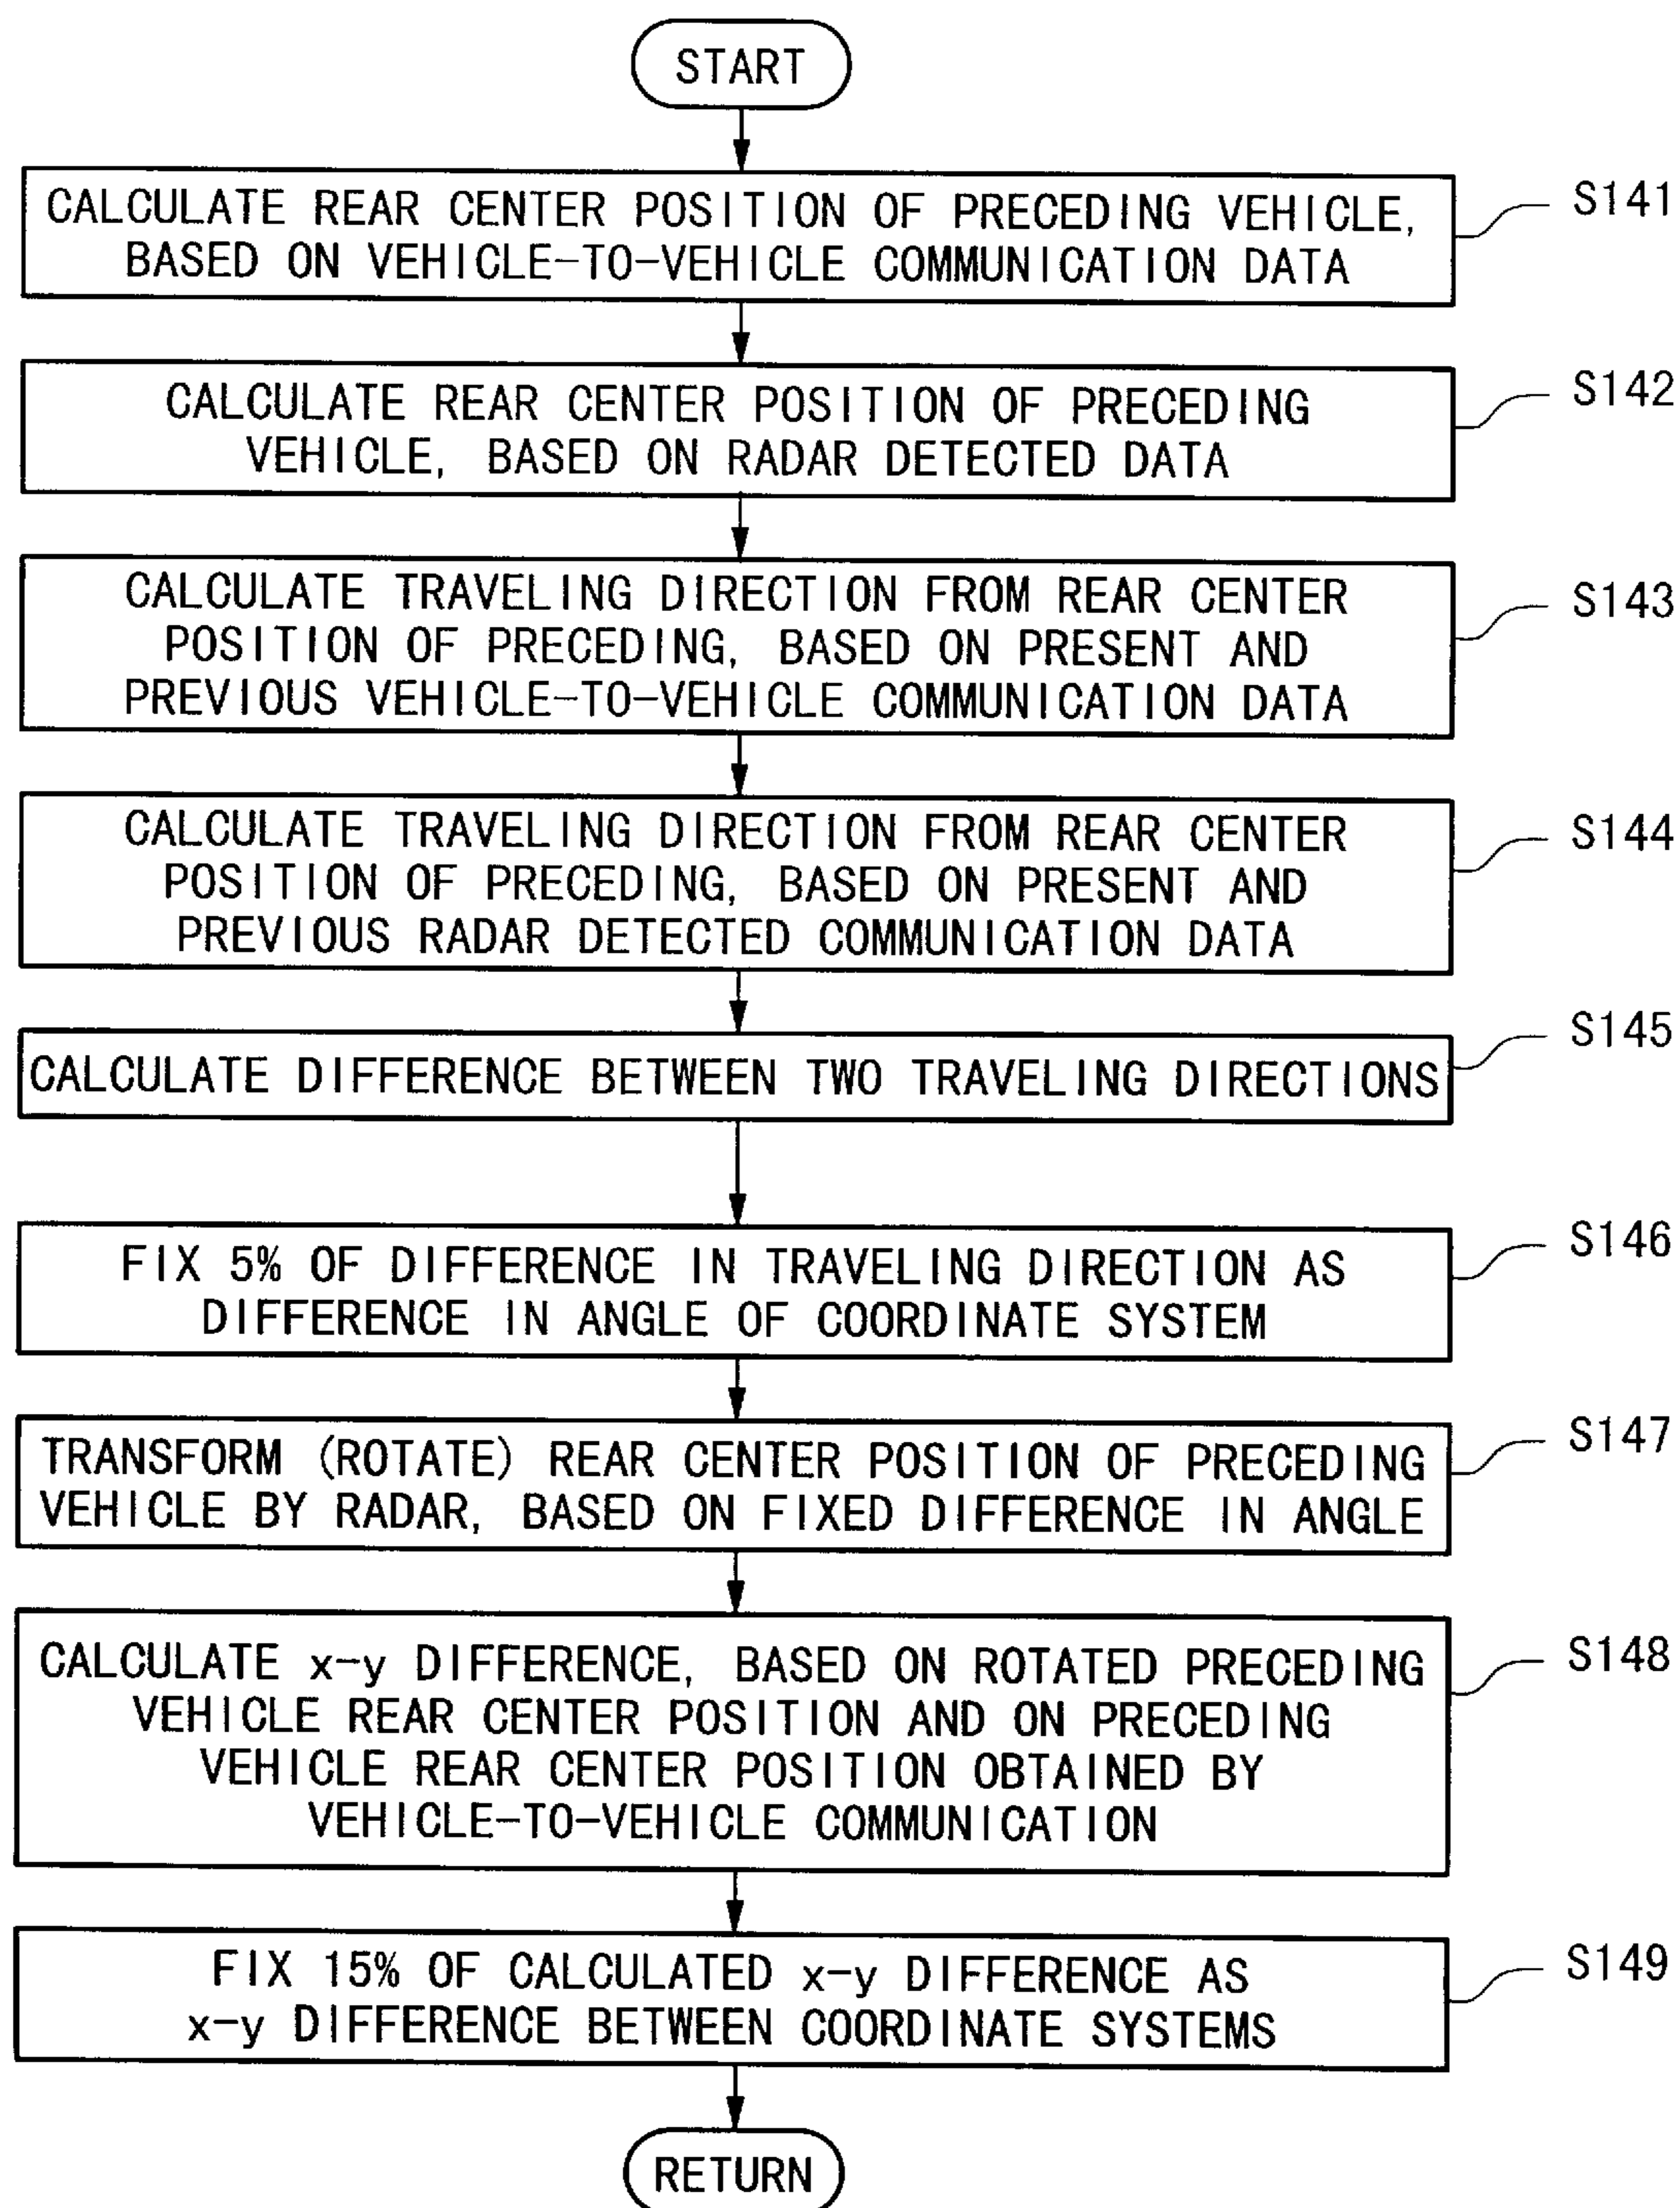 START
CALCULATE REAR CENTER POSITION OF PRECEDING VEHICLE,
BASED ON VEHICLE-TO-VEHICLE COMMUNICATION DATA
S141
CALCULATE REAR CENTER POSITION OF PRECEDING
VEHICLE, BASED ON RADAR DETECTED DATA
S142
CALCULATE TRAVELING DIRECTION FROM REAR CENTER
POSITION OF PRECEDING, BASED ON PRESENT AND
PREVIOUS VEHICLE-TO-VEHICLE COMMUNICATION DATA
S143
CALCULATE TRAVELING DIRECTION FROM REAR CENTER
POSITION OF PRECEDING, BASED ON PRESENT AND
PREVIOUS RADAR DETECTED COMMUNICATION DATA
S144
CALCULATE DIFFERENCE BETWEEN TWO TRAVELING DIRECTIONS
S145
FIX 5% OF DIFFERENCE IN TRAVELING DIRECTION AS
DIFFERENCE IN ANGLE OF COORDINATE SYSTEM
S146
TRANSFORM (ROTATE) REAR CENTER POSITION OF PRECEDING
VEHICLE BY RADAR, BASED ON FIXED DIFFERENCE IN ANGLE
S147
CALCULATE x-y DIFFERENCE, BASED ON ROTATED PRECEDING
VEHICLE REAR CENTER POSITION AND ON PRECEDING
VEHICLE REAR CENTER POSITION OBTAINED BY
VEHICLE-TO-VEHICLE COMMUNICATION
S148
FIX 15% OF CALCULATED x-y DIFFERENCE AS
x-y DIFFERENCE BETWEEN COORDINATE SYSTEMS
S149
RETURN